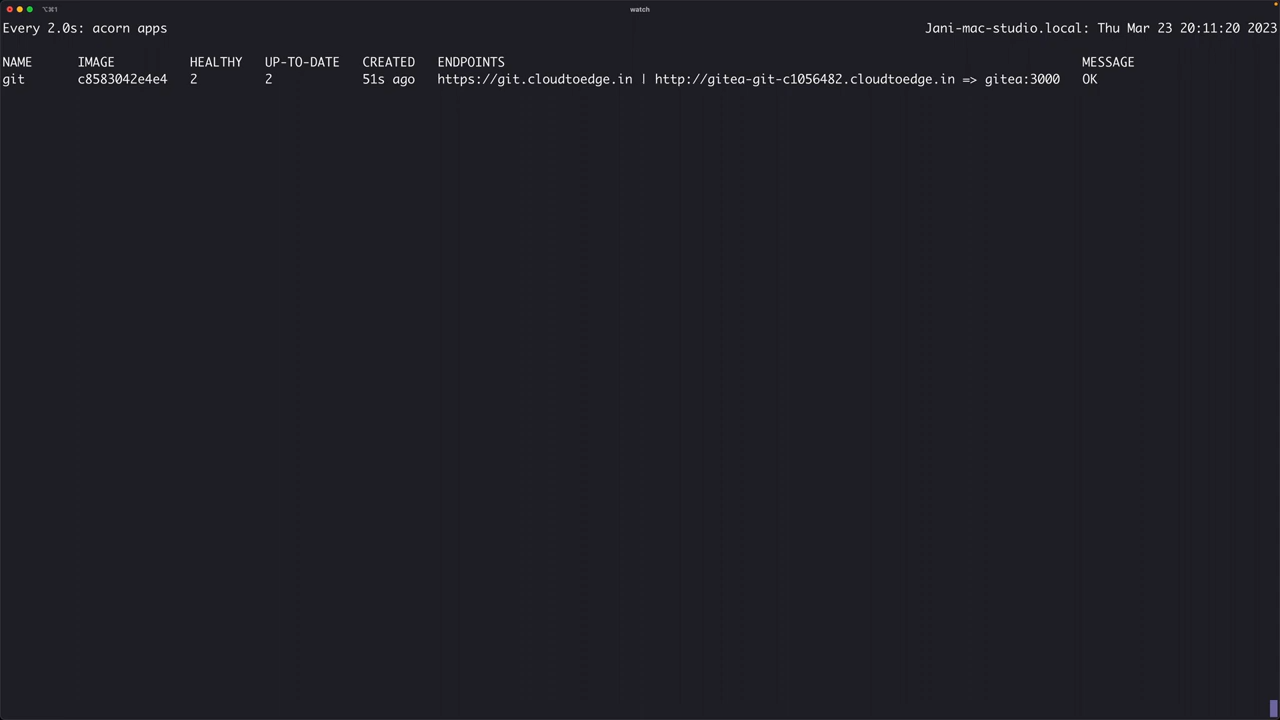 ⌥⌘1 watch
Every 2.0s: acorn apps Jani-mac-studio.local: Thu Mar 23 20:11:20 2023
NAME IMAGE HEALTHY UP-TO-DATE CREATED ENDPOINTS MESSAGE
git c8583042e4e4 2 2 51s ago https://git.cloudtoedge.in | http://gitea-git-c1056482.cloudtoedge.in => gitea:3000 OK